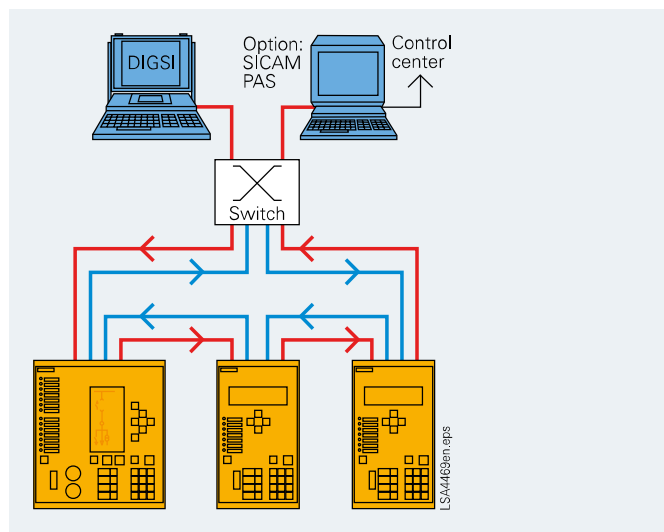 DIGSI
Option:
SICAM
PAS
Control
center
Switch
LSA4469en.eps